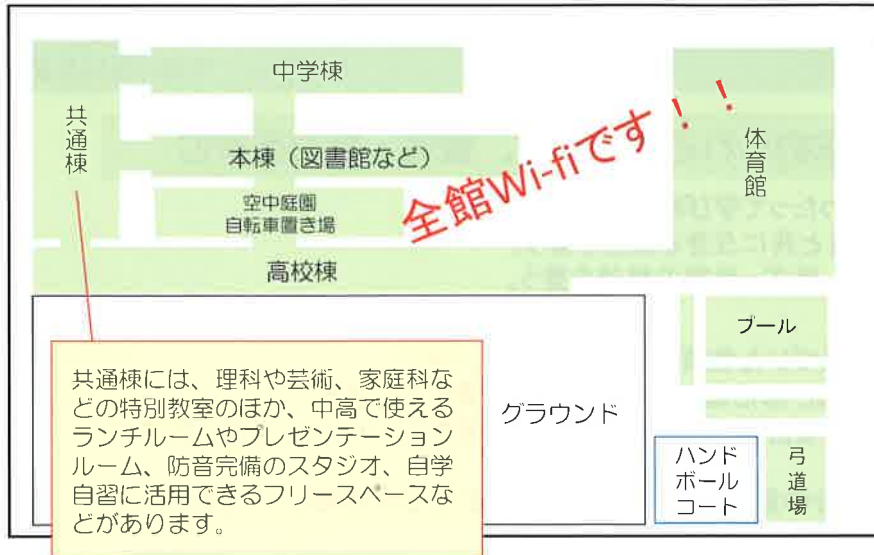 中学棟
共通棟
本棟（図書館など）
空中庭園
自転車置き場
高校棟
全館Wi-fiです！！
体育館
プール
グラウンド
ハンド
ボール
コート
弓道場
共通棟には、理科や芸術、家庭科な
どの特別教室のほか、中高で使える
ランチルームやプレゼンテーション
ルーム、防音完備のスタジオ、自学
自習に活用できるフリースペースな
どがあります。